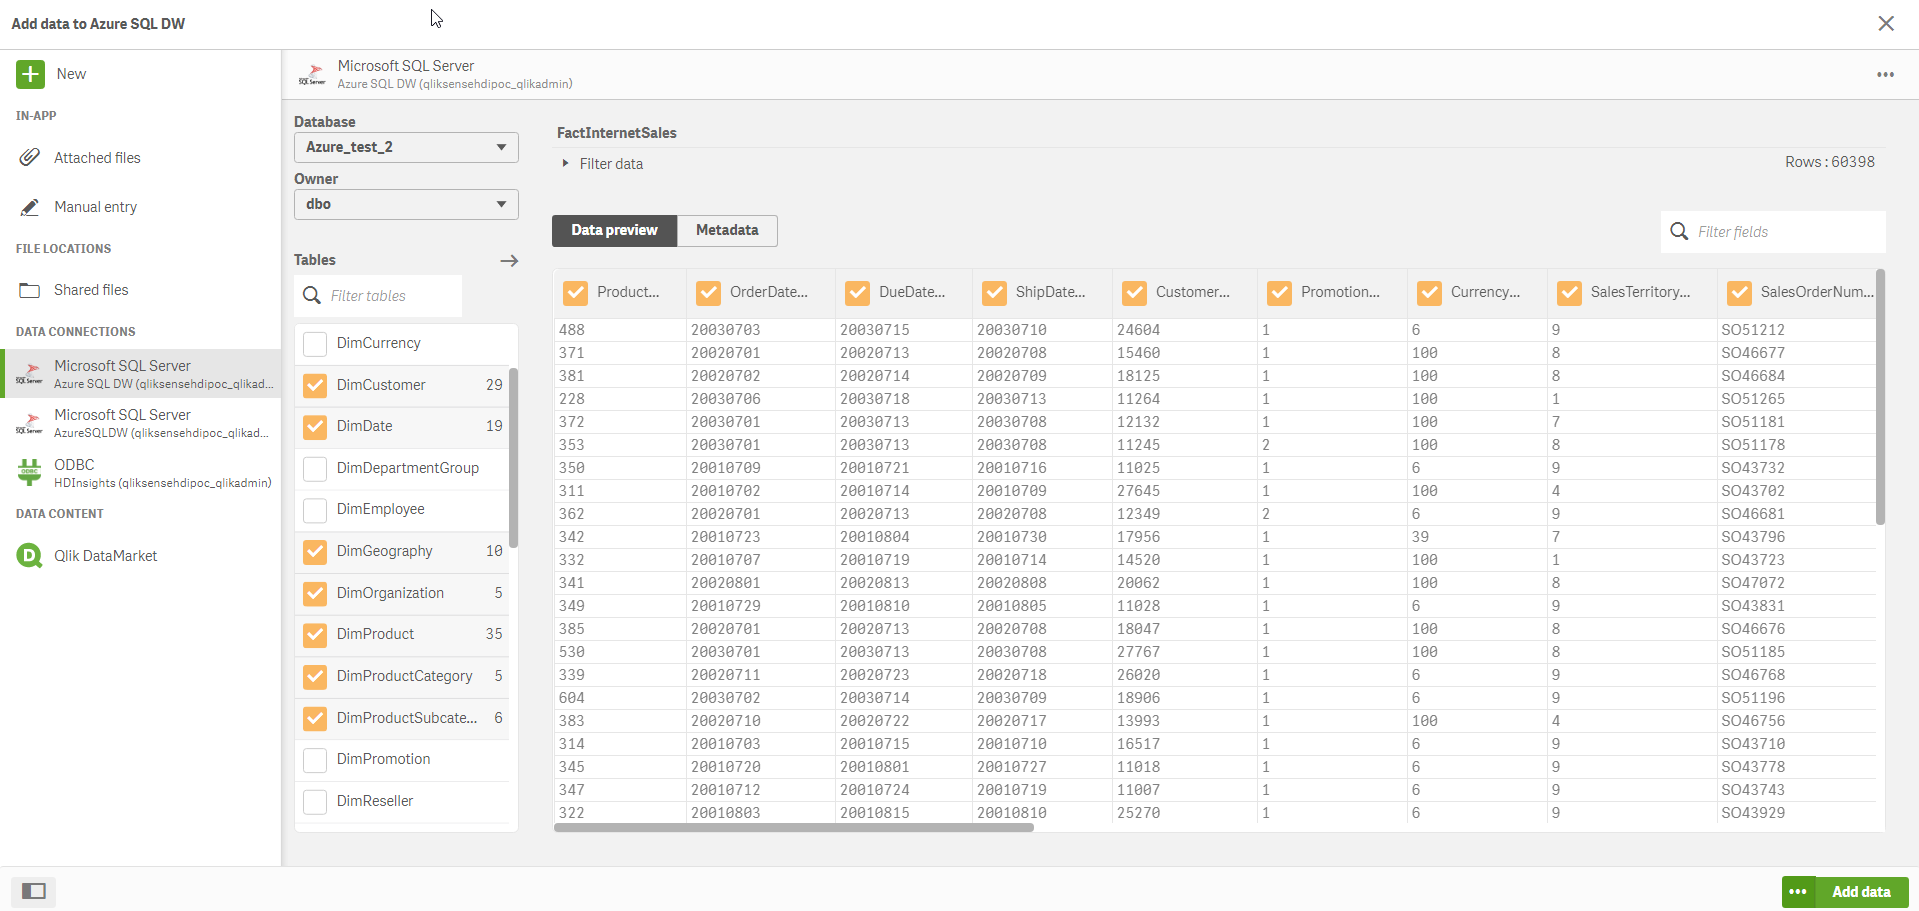 Add data to Azure SQL DW
New
IN-APP
Attached files
Manual entry
FILE LOCATIONS
Shared files
DATA CONNECTIONS
Microsoft SQL Server
Azure SQL DW (qliksensehdipoc_qlikad...
Microsoft SQL Server
AzureSQLDW (qliksensehdipoc_qlikad...
ODBC
HDInsights (qliksensehdipoc_qlikadmin)
DATA CONTENT
Qlik DataMarket
SQL Server
Microsoft SQL Server
Azure SQL DW (qliksensehdipoc_qlikadmin)
Database
Azure_test_2
Owner
dbo
Tables
Filter tables
DimCurrency
DimCustomer 29
DimDate 19
DimDepartmentGroup
DimEmployee
DimGeography 10
DimOrganization 5
DimProduct 35
DimProductCategory 5
DimProductSubcate... 6
DimPromotion
DimReseller
FactInternetSales
Filter data
Rows: 60398
Data preview Metadata
Filter fields
Product... OrderDate... DueDate... ShipDate... Customer... Promotion... Currency... SalesTerritory... SalesOrderNum...
488 20030703 20030715 20030710 24604 1 6 9 SO51212
371 20020701 20020713 20020708 15460 1 100 8 SO46677
381 20020702 20020714 20020709 18125 1 100 8 SO46684
228 20030706 20030718 20030713 11264 1 100 1 SO51265
372 20030701 20030713 20030708 12132 1 100 7 SO51181
353 20030701 20030713 20030708 11245 2 100 8 SO51178
350 20010709 20010721 20010716 11025 1 6 9 SO43732
311 20010702 20010714 20010709 27645 1 100 4 SO43702
362 20020701 20020713 20020708 12349 2 6 9 SO46681
342 20010723 20010804 20010730 17956 1 39 7 SO43796
332 20010707 20010719 20010714 14520 1 100 1 SO43723
341 20020801 20020813 20020808 20062 1 100 8 SO47072
349 20010729 20010810 20010805 11028 1 6 9 SO43831
385 20020701 20020713 20020708 18047 1 100 8 SO46676
530 20030701 20030713 20030708 27767 1 100 8 SO51185
339 20020711 20020723 20020718 26020 1 6 9 SO46768
604 20030702 20030714 20030709 18906 1 6 9 SO51196
383 20020710 20020722 20020717 13993 1 100 4 SO46756
314 20010703 20010715 20010710 16517 1 6 9 SO43710
345 20010720 20010801 20010727 11018 1 6 9 SO43778
347 20010712 20010724 20010719 11007 1 6 9 SO43743
322 20010803 20010815 20010810 25270 1 6 9 SO43929
Add data